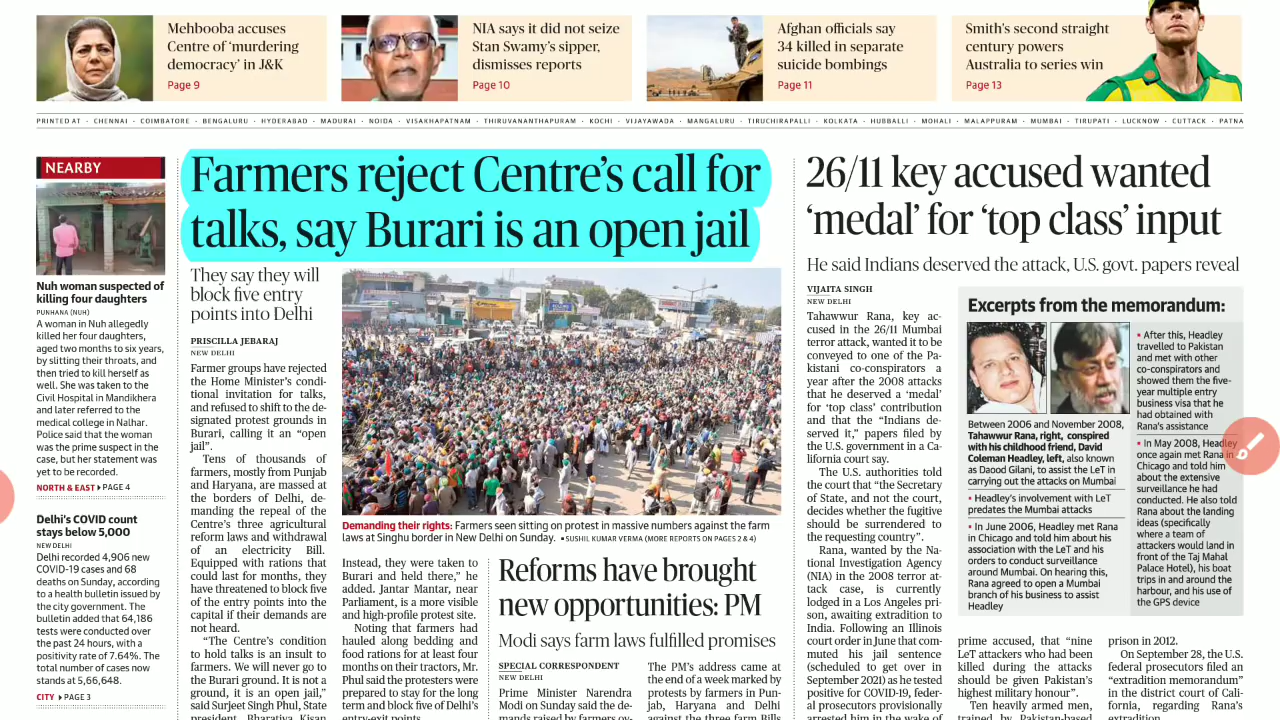 Mehbooba accuses
Centre of ‘murdering
democracy’ in J&K
Page 9
NIA says it did not seize
Stan Swamy’s sipper,
dismisses reports
Page 10
Afghan officials say
34 killed in separate
suicide bombings
Page 11
Smith’s second straight
century powers
Australia to series win
Page 13
PRINTED AT · CHENNAI · COIMBATORE · BENGALURU · HYDERABAD · MADURAI · NOIDA · VISAKHAPATNAM · THIRUVANANTHAPURAM · KOCHI · VIJAYAWADA · MANGALURU · TIRUCHIRAPALLI · KOLKATA · HUBBALLI · MOHALI · MALAPPURAM · MUMBAI · TIRUPATI · LUCKNOW · CUTTACK · PATNA
NEARBY
Nuh woman suspected of
killing four daughters
PUNHANA (NUH)
A woman in Nuh allegedly
killed her four daughters,
aged two months to six years,
by slitting their throats, and
then tried to kill herself as
well. She was taken to the
Civil Hospital in Mandikhera
and later referred to the
medical college in Nalhar.
Police said that the woman
was the prime suspect in the
case, but her statement was
yet to be recorded.
NORTH & EAST ▸ PAGE 4
Delhi’s COVID count
stays below 5,000
NEW DELHI
Delhi recorded 4,906 new
COVID-19 cases and 68
deaths on Sunday, according
to a health bulletin issued by
the city government. The
bulletin added that 64,186
tests were conducted over
the past 24 hours, with a
positivity rate of 7.64%. The
total number of cases now
stands at 5,66,648.
CITY ▸ PAGE 3
Farmers reject Centre’s call for
talks, say Burari is an open jail
They say they will
block five entry
points into Delhi
PRISCILLA JEBARAJ
NEW DELHI
Farmer groups have rejected
the Home Minister’s condi-
tional invitation for talks,
and refused to shift to the de-
signated protest grounds in
Burari, calling it an “open
jail”.
Tens of thousands of
farmers, mostly from Punjab
and Haryana, are massed at
the borders of Delhi, de-
manding the repeal of the
Centre’s three agricultural
reform laws and withdrawal
of an electricity Bill.
Equipped with rations that
could last for months, they
have threatened to block five
of the entry points into the
capital if their demands are
not heard.
“The Centre’s condition
to hold talks is an insult to
farmers. We will never go to
the Burari ground. It is not a
ground, it is an open jail,”
said Surjeet Singh Phul, State
president, Bharatiya Kisan
Demanding their rights: Farmers seen sitting on protest in massive numbers against the farm
laws at Singhu border in New Delhi on Sunday. • SUSHIL KUMAR VERMA (MORE REPORTS ON PAGES 2 & 4)
Instead, they were taken to
Burari and held there,” he
added. Jantar Mantar, near
Parliament, is a more visible
and high-profile protest site.
Noting that farmers had
hauled along bedding and
food rations for at least four
months on their tractors, Mr.
Phul said the protesters were
prepared to stay for the long
term and block five of Delhi’s
entry-exit points.
Reforms have brought
new opportunities: PM
Modi says farm laws fulfilled promises
SPECIAL CORRESPONDENT
NEW DELHI
Prime Minister Narendra
Modi on Sunday said the de-
mands raised by farmers ov-
The PM’s address came at
the end of a week marked by
protests by farmers in Pun-
jab, Haryana and Delhi
against the three farm Bills
26/11 key accused wanted
‘medal’ for ‘top class’ input
He said Indians deserved the attack, U.S. govt. papers reveal
VIJAITA SINGH
NEW DELHI
Tahawwur Rana, key ac-
cused in the 26/11 Mumbai
terror attack, wanted it to be
conveyed to one of the Pa-
kistani co-conspirators a
year after the 2008 attacks
that he deserved a ‘medal’
for ‘top class’ contribution
and that the “Indians de-
served it,” papers filed by
the U.S. government in a Ca-
lifornia court say.
The U.S. authorities told
the court that “the Secretary
of State, and not the court,
decides whether the fugitive
should be surrendered to
the requesting country”.
Rana, wanted by the Na-
tional Investigation Agency
(NIA) in the 2008 terror at-
tack case, is currently
lodged in a Los Angeles pri-
son, awaiting extradition to
India. Following an Illinois
court order in June that com-
muted his jail sentence
(scheduled to get over in
September 2021) as he tested
positive for COVID-19, feder-
al prosecutors provisionally
arrested him in the wake of
Excerpts from the memorandum:
Between 2006 and November 2008,
Tahawwur Rana, right, conspired
with his childhood friend, David
Coleman Headley, left, also known
as Daood Gilani, to assist the LeT in
carrying out the attacks on Mumbai
• Headley’s involvement with LeT
predates the Mumbai attacks
• In June 2006, Headley met Rana
in Chicago and told him about his
association with the LeT and his
orders to conduct surveillance
around Mumbai. On hearing this,
Rana agreed to open a Mumbai
branch of his business to assist
Headley
• After this, Headley
travelled to Pakistan
and met with other
co-conspirators and
showed them the five-
year multiple entry
business visa that he
had obtained with
Rana’s assistance
• In May 2008, Headley
once again met Rana in
Chicago and told him
about the extensive
surveillance he had
conducted. He also told
Rana about the landing
ideas (specifically
where a team of
attackers would land in
front of the Taj Mahal
Palace Hotel), his boat
trips in and around the
harbour, and his use of
the GPS device
prime accused, that “nine
LeT attackers who had been
killed during the attacks
should be given Pakistan’s
highest military honour”.
Ten heavily armed men,
trained by Pakistan-based
prison in 2012.
On September 28, the U.S.
federal prosecutors filed an
“extradition memorandum”
in the district court of Cali-
fornia, regarding Rana’s
extradition.